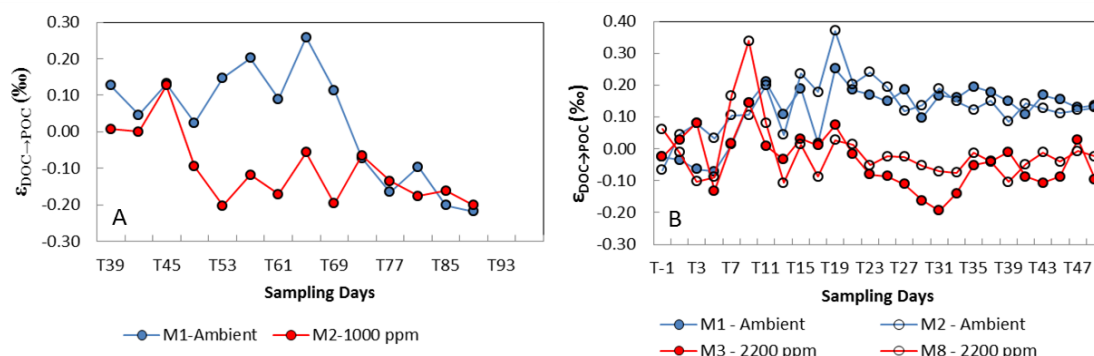 0.30
0.20
0.10
0.00
-0.10
-0.20
-0.30
ε DOC→POC (‰)
A
T39 T45 T53 T61 T69 T77 T85 T93
Sampling Days
M1-Ambient M2-1000 ppm
0.40
0.30
0.20
0.10
0.00
-0.10
-0.20
-0.30
ε DOC→POC (‰)
B
T-1 T3 T7 T11 T15 T19 T23 T27 T31 T35 T39 T43 T47
Sampling Days
M1 - Ambient M2 - Ambient
M3 - 2200 ppm M8 - 2200 ppm